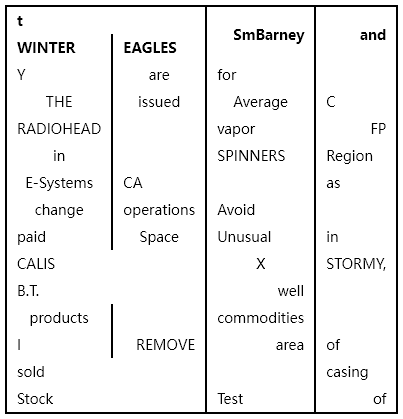 t
WINTER EAGLES SmBarney and
Y are for
THE issued Average C
RADIOHEAD vapor FP
in SPINNERS Region
E-Systems CA as
change operations Avoid
paid Space Unusual in
CALIS X STORMY,
B.T. well
products commodities
I REMOVE area of
sold casing
Stock Test of